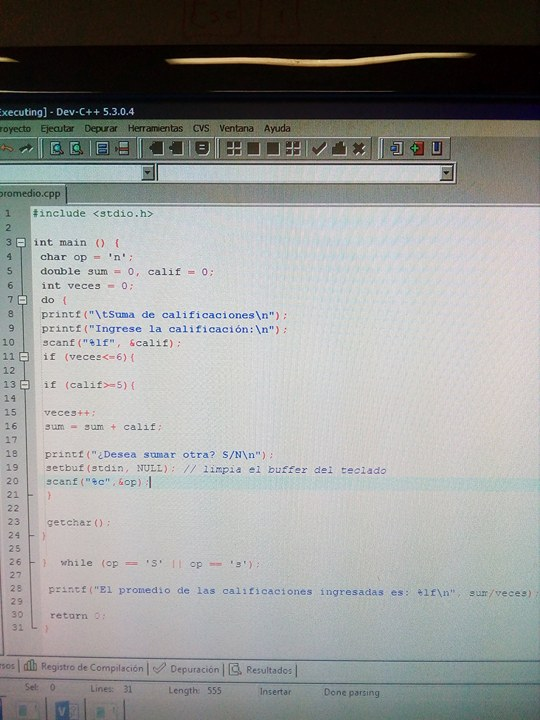 Executing] - Dev-C++ 5.3.0.4
royecto Ejecutar Depurar Herramientas CVS Ventana Ayuda
promedio.cpp
1 #include <stdio.h>
2
3 int main () {
4 char op = 'n';
5 double sum = 0, calif = 0;
6 int veces = 0;
7 do {
8 printf("\tSuma de calificaciones\n");
9 printf("Ingrese la calificación:\n");
10 scanf("%lf", &calif);
11 if (veces<=6){
12
13 if (calif>=5){
14
15 veces++;
16 sum = sum + calif;
17
18 printf("¿Desea sumar otra? S/N\n");
19 setbuf(stdin, NULL); // limpia el buffer del teclado
20 scanf("%c",&op);
21 }
22
23 getchar();
24 }
25
26 } while (op == 'S' || op == 's');
27
28 printf("El promedio de las calificaciones ingresadas es: %lf\n", sum/veces);
29
30 return 0;
31 }
rsos Registro de Compilación Depuración Resultados
Sel: 0 Lines: 31 Length: 555 Insertar Done parsing